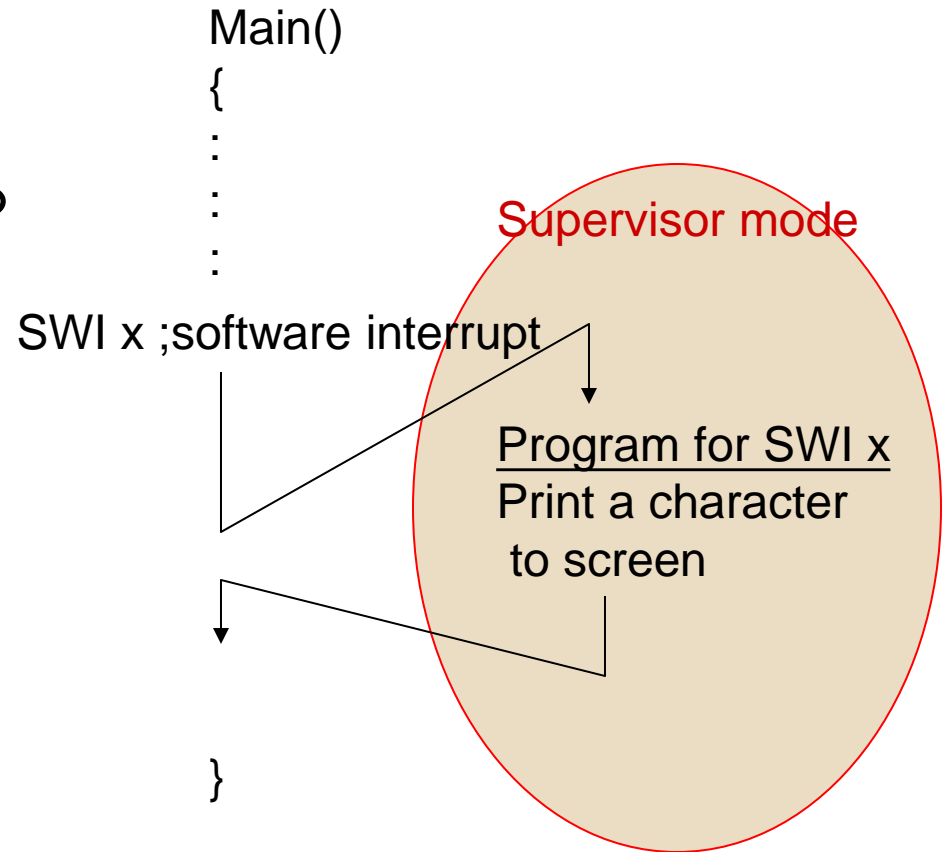 Main()
{
:
:
:
Supervisor mode
SWI x ;software interrupt
Program for SWI x
Print a character
to screen
}